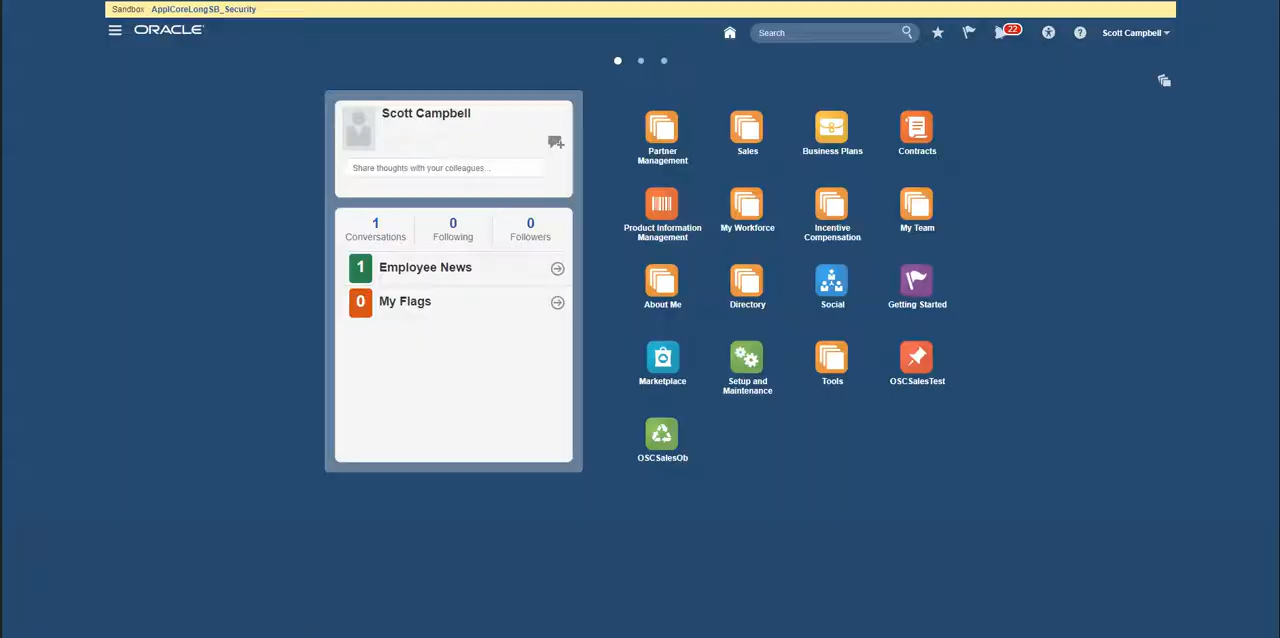 Sandbox ApplCoreLongSB_Security
ORACLE
Search
22
Scott Campbell
Scott Campbell
Share thoughts with your colleagues...
1 0 0
Conversations Following Followers
1 Employee News
0 My Flags
Partner
Management
Sales
Business Plans
Contracts
Product Information
Management
My Workforce
Incentive
Compensation
My Team
About Me
Directory
Social
Getting Started
Marketplace
Setup and
Maintenance
Tools
OSCSalesTest
OSCSalesOb